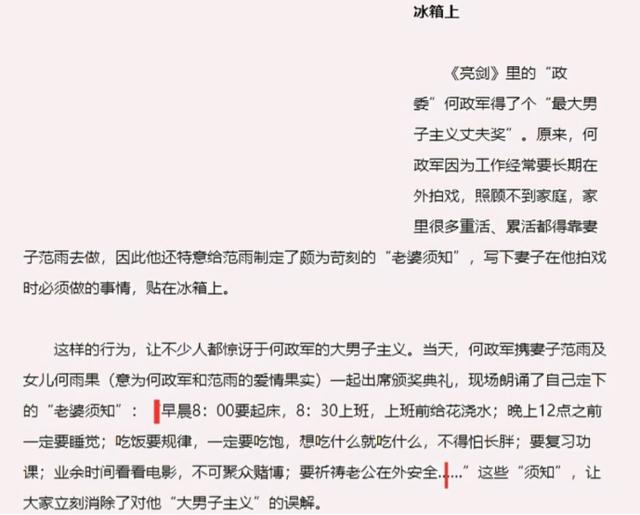 冰箱上
《亮剑》里的“政
委”何政军得了个“最大男
子主义丈夫奖”。原来，何
政军因为工作经常要长期在
外拍戏，照顾不到家庭，家
里很多重活、累活都得靠妻
子范雨去做，因此他还特意给范雨制定了颇为苛刻的“老婆须知”，写下妻子在他拍戏
时必须做的事情，贴在冰箱上。
这样的行为，让不少人都惊讶于何政军的大男子主义。当天，何政军携妻子范雨及
女儿何雨果（意为何政军和范雨的爱情果实）一起出席颁奖典礼，现场朗诵了自己定下
的“老婆须知”：早晨8：00要起床，8：30上班，上班前给花浇水；晚上12点之前
一定要睡觉；吃饭要规律，一定要吃饱，想吃什么就吃什么，不得怕长胖；要复习功
课；业余时间看看电影，不可聚众赌博；要祈祷老公在外安全……”这些“须知”，让
大家立刻消除了对他“大男子主义”的误解。